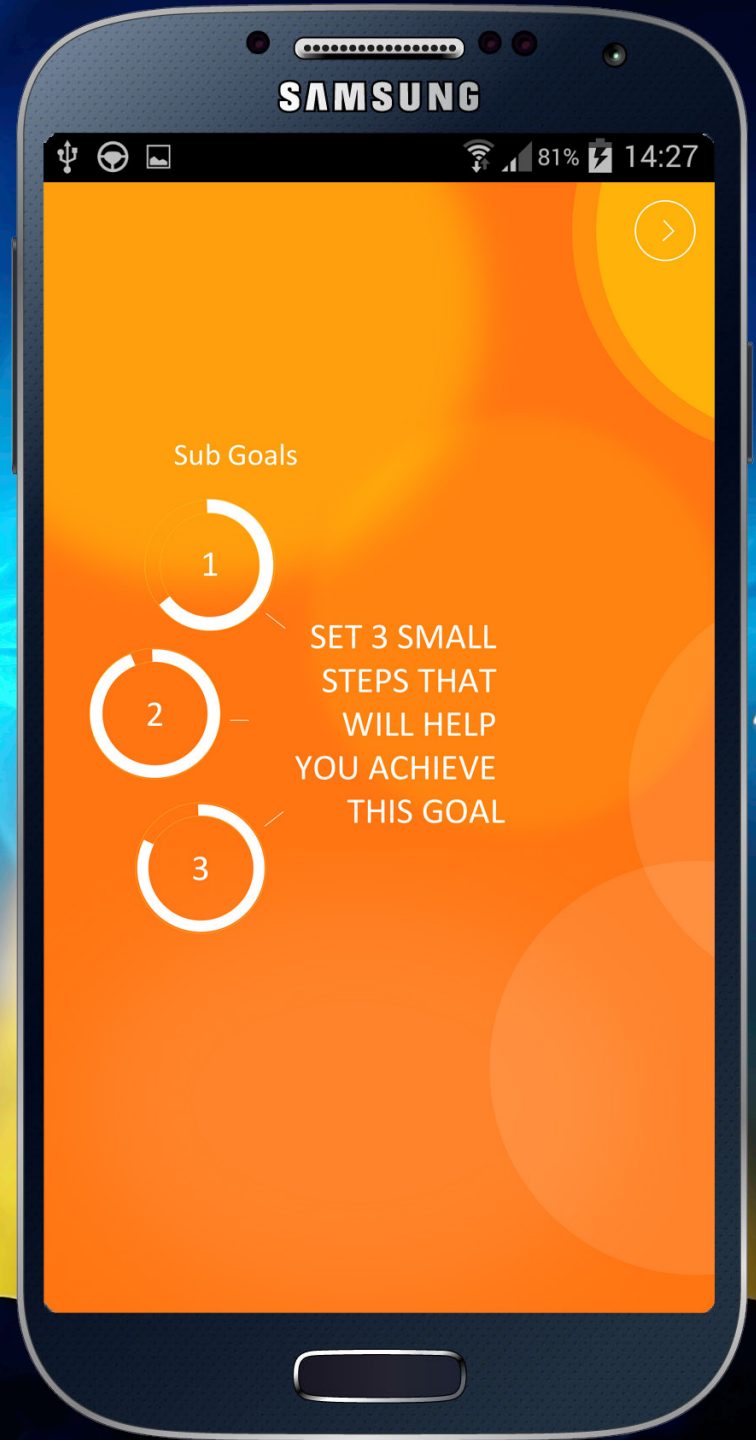 SAMSUNG
81% 14:27
Sub Goals
1
SET 3 SMALL
STEPS THAT
2
WILL HELP
YOU ACHIEVE
THIS GOAL
3